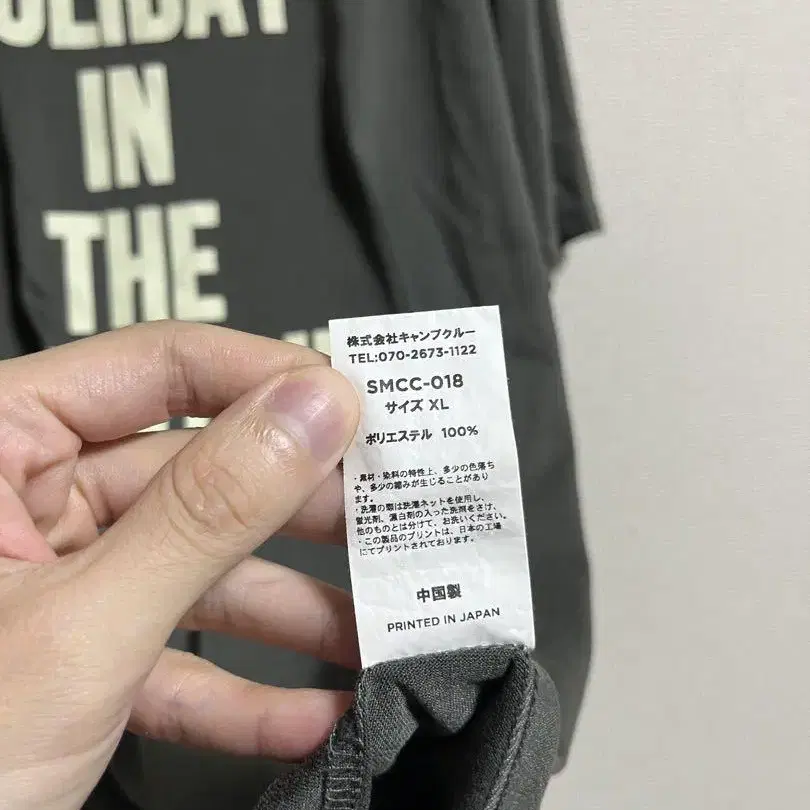 OLIDAY
IN
THE
株式会社キャンプクルー
TEL:070-2673-1122
SMCC-018
サイズ XL
ポリエステル 100%
・素材・染料の特性上、多少の色落ち
や、多少の縮みが生じることがあり
ます。
・洗濯の際は洗濯ネットを使用し、
蛍光剤、漂白剤の入った洗剤をさけ、
他のものとは分けて、お洗いください。
・この製品のプリントは、日本の工場
にてプリントされております。
中国製
PRINTED IN JAPAN